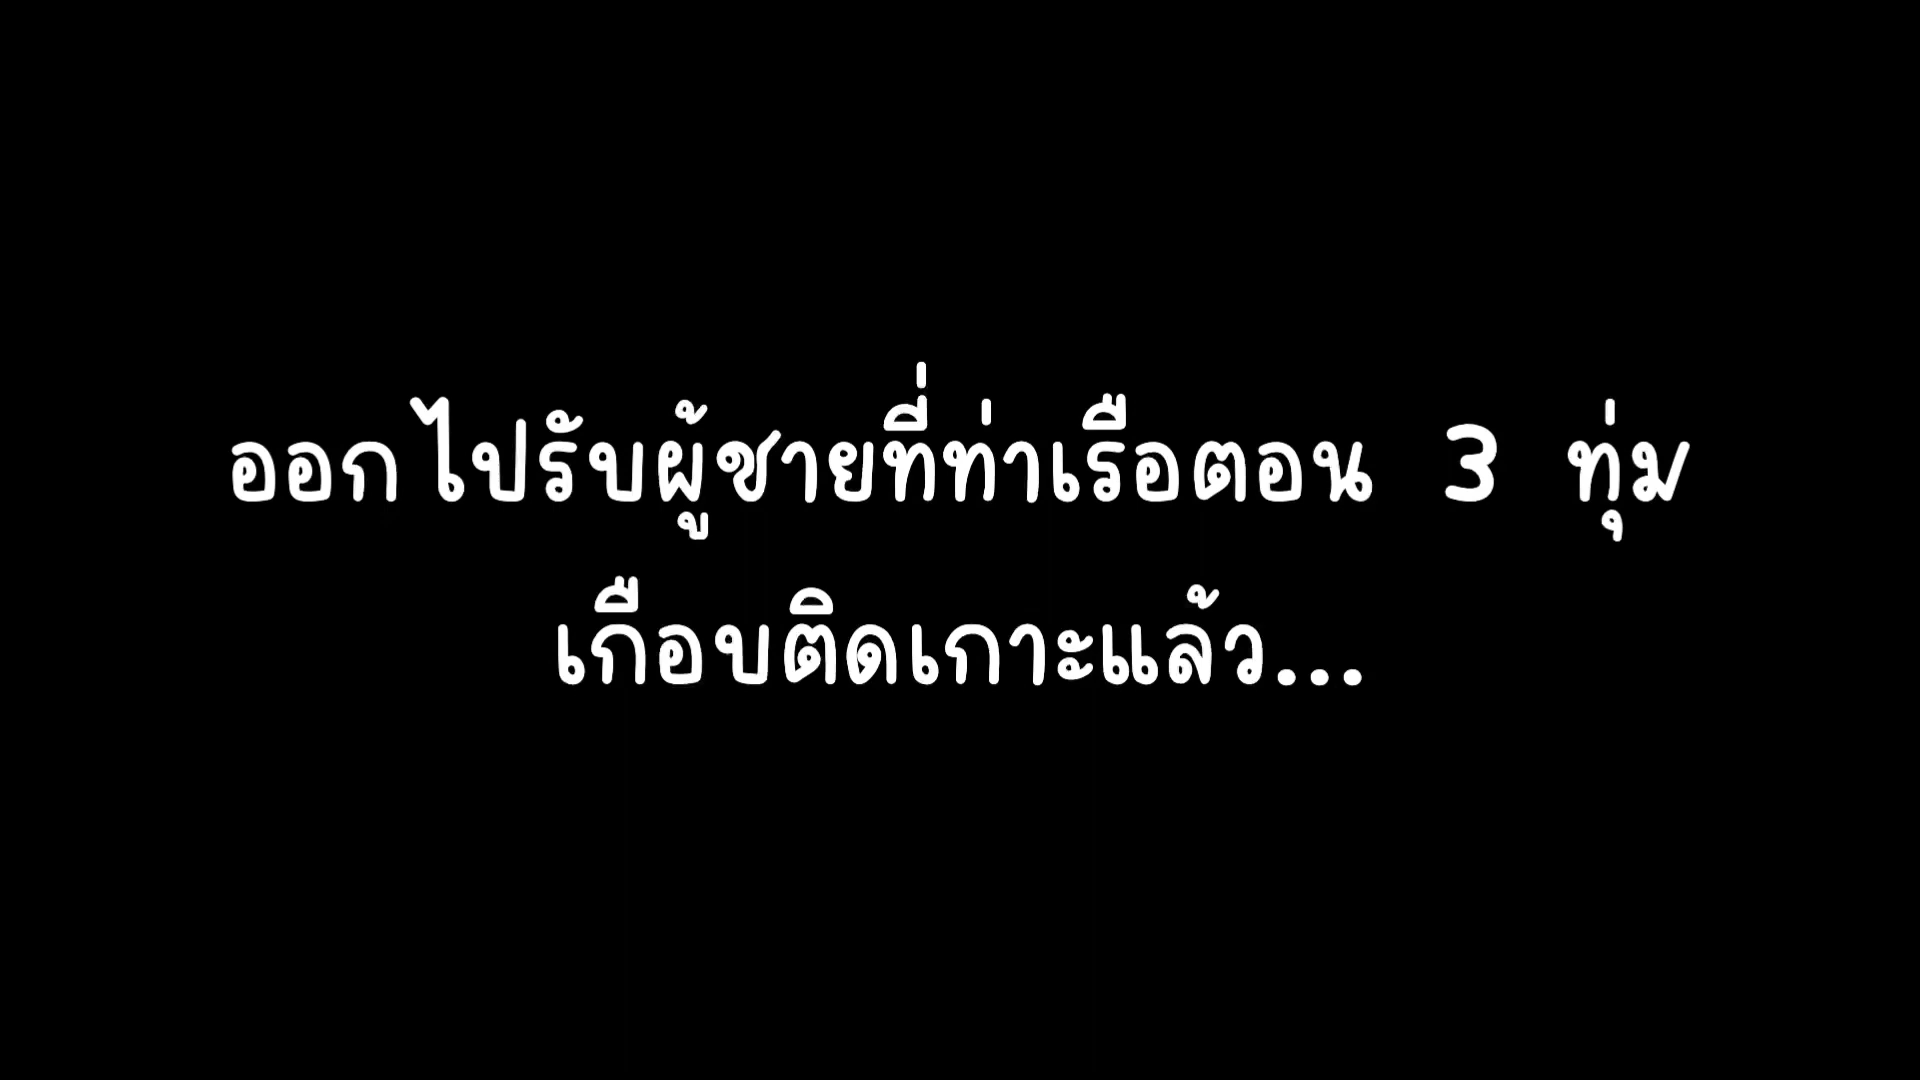 ออกไปรับผู้ชายที่ท่าเรือตอน 3 ทุ่ม
เกือบติดเกาะแล้ว...